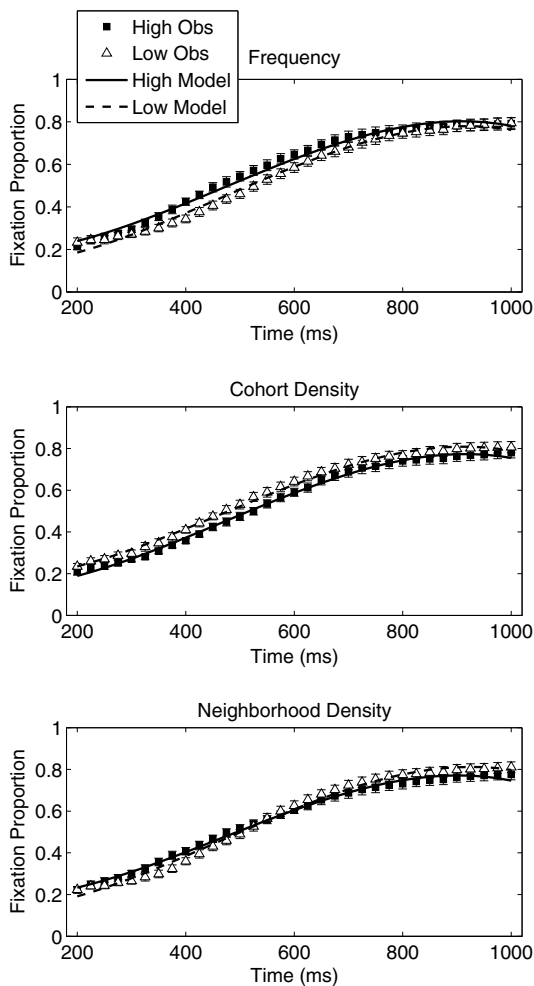 High Obs
Low Obs
High Model
Low Model
Frequency
Fixation Proportion
1
0.8
0.6
0.4
0.2
0
200 400 600 800 1000
Time (ms)
Cohort Density
Fixation Proportion
1
0.8
0.6
0.4
0.2
0
200 400 600 800 1000
Time (ms)
Neighborhood Density
Fixation Proportion
1
0.8
0.6
0.4
0.2
0
200 400 600 800 1000
Time (ms)